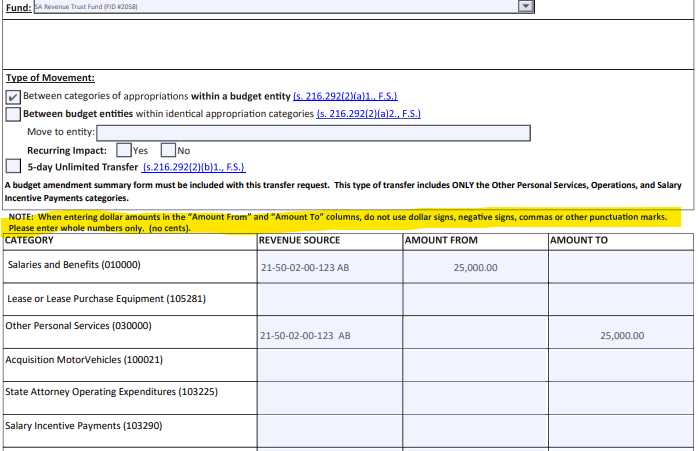 Fund: SA Revenue Trust Fund (FID #2058)
Type of Movement:
Between categories of appropriations within a budget entity (s. 216.292(2)(a)1., F.S.)
Between budget entities within identical appropriation categories (s. 216.292(2)(a)2., F.S.)
Move to entity:
Recurring Impact: Yes No
5-day Unlimited Transfer (s.216.292(2)(b)1., F.S.)
A budget amendment summary form must be included with this transfer request. This type of transfer includes ONLY the Other Personal Services, Operations, and Salary
Incentive Payments categories.
NOTE: When entering dollar amounts in the "Amount From" and "Amount To" columns, do not use dollar signs, negative signs, commas or other punctuation marks.
Please enter whole numbers only. (no cents).
CATEGORY REVENUE SOURCE AMOUNT FROM AMOUNT TO
Salaries and Benefits (010000) 21-50-02-00-123 AB 25,000.00
Lease or Lease Purchase Equipment (105281)
Other Personal Services (030000) 21-50-02-00-123 AB 25,000.00
Acquisition MotorVehicles (100021)
State Attorney Operating Expenditures (103225)
Salary Incentive Payments (103290)